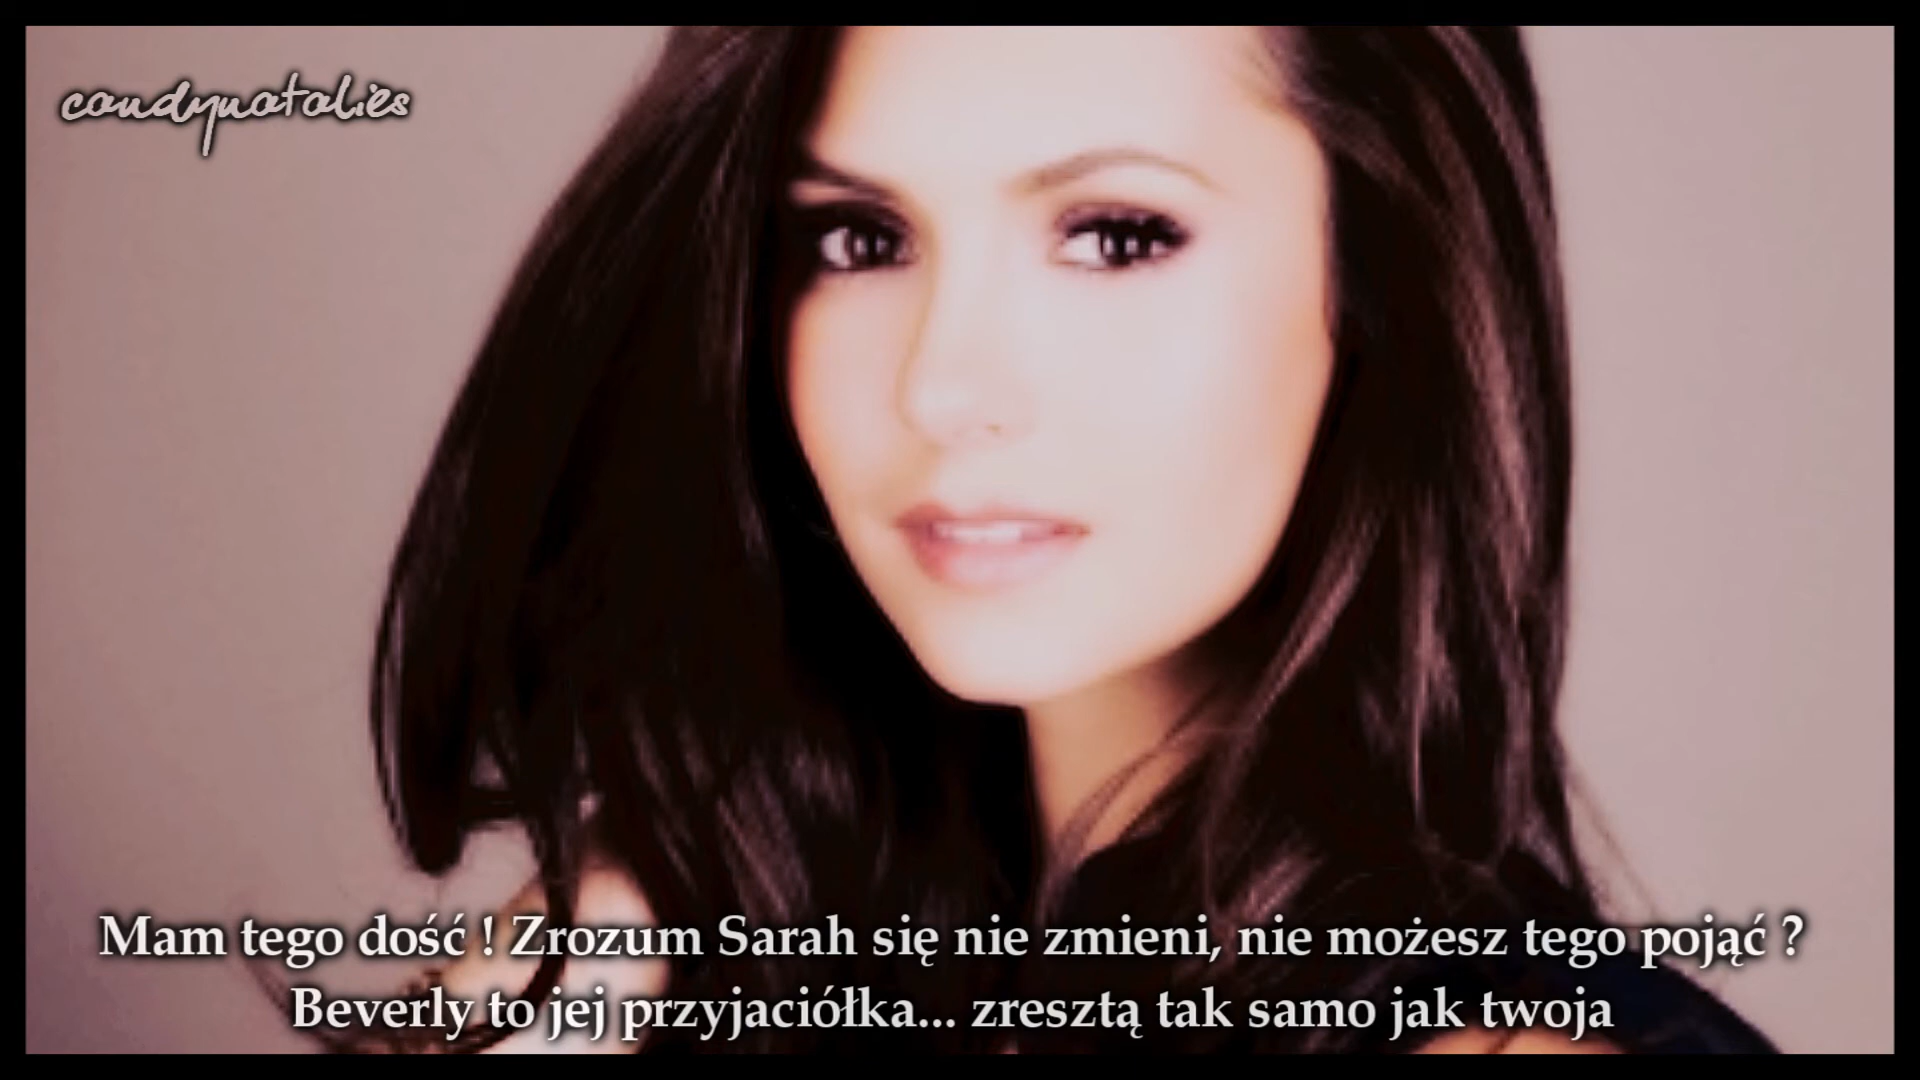 candynatalies
Mam tego dość ! Zrozum Sarah się nie zmieni, nie możesz tego pojąć ?
Beverly to jej przyjaciółka... zresztą tak samo jak twoja